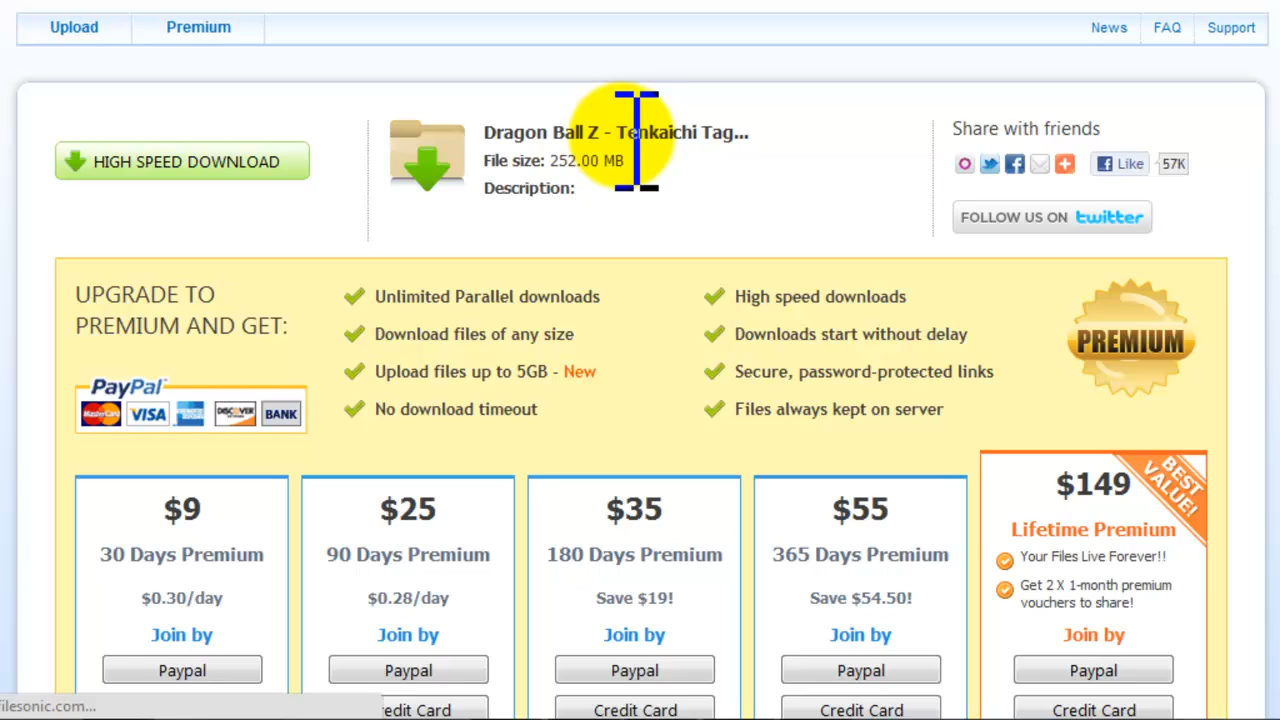 Upload
Premium
News
FAQ
Support
HIGH SPEED DOWNLOAD
Dragon Ball Z - Tenkaichi Tag...
File size: 252.00 MB
Description:
Share with friends
Like
57K
FOLLOW US ON twitter
UPGRADE TO
PREMIUM AND GET:
PayPal
MasterCard
VISA
DISCOVER
BANK
Unlimited Parallel downloads
Download files of any size
Upload files up to 5GB - New
No download timeout
High speed downloads
Downloads start without delay
Secure, password-protected links
Files always kept on server
PREMIUM
$9
30 Days Premium
$0.30/day
Join by
Paypal
$25
90 Days Premium
$0.28/day
Join by
Paypal
edit Card
$35
180 Days Premium
Save $19!
Join by
Paypal
Credit Card
$55
365 Days Premium
Save $54.50!
Join by
Paypal
Credit Card
BEST
VALUE!
$149
Lifetime Premium
Your Files Live Forever!!
Get 2 X 1-month premium
vouchers to share!
Join by
Paypal
Credit Card
filesonic.com...